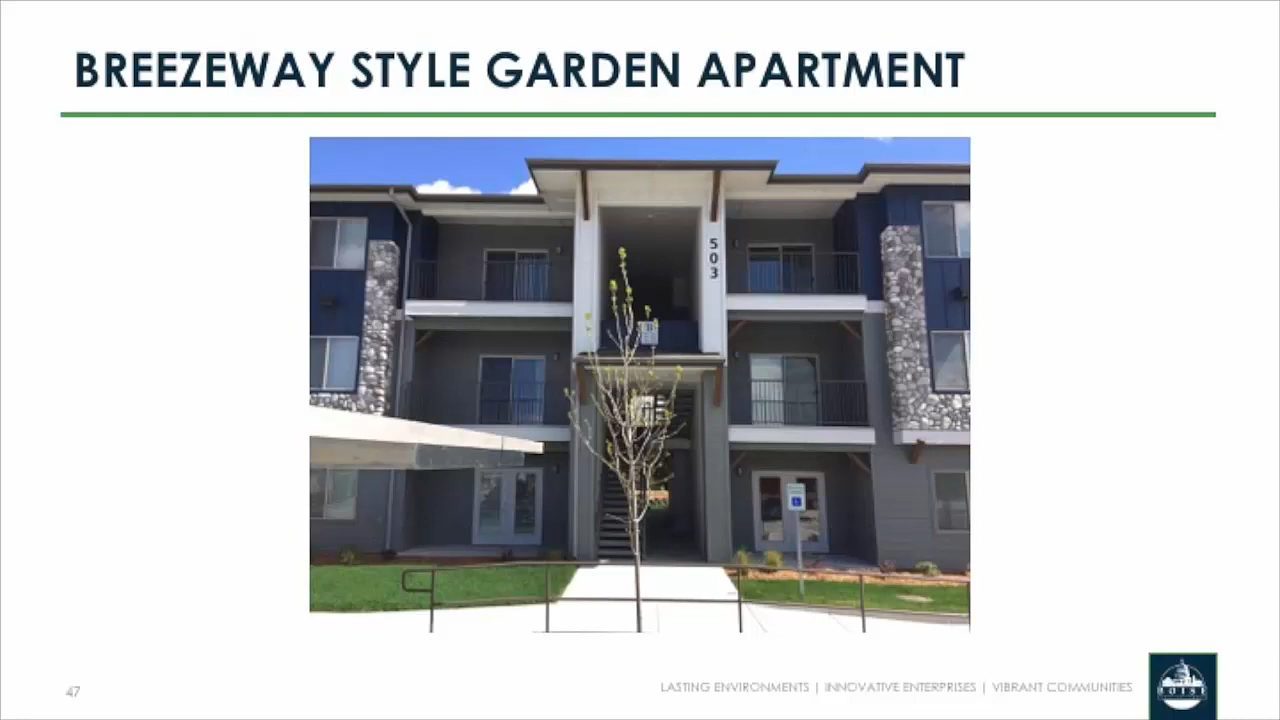 BREEZEWAY STYLE GARDEN APARTMENT
503
47
LASTING ENVIRONMENTS | INNOVATIVE ENTERPRISES | VIBRANT COMMUNITIES
BOISE